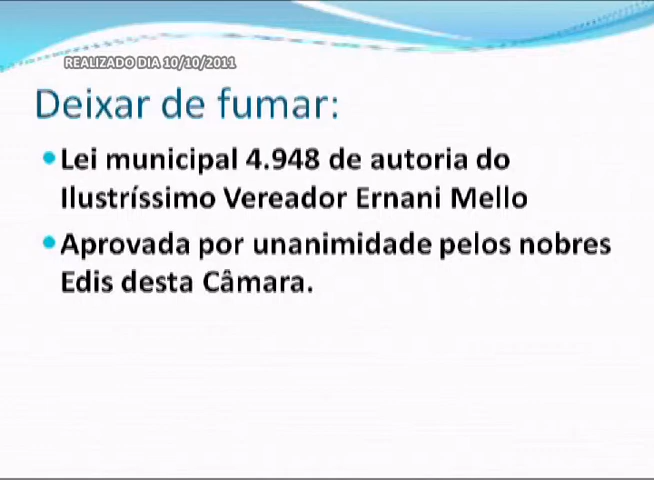 REALIZADO DIA 10/10/2011
Deixar de fumar:
Lei municipal 4.948 de autoria do
Ilustríssimo Vereador Ernani Mello
Aprovada por unanimidade pelos nobres
Edis desta Câmara.